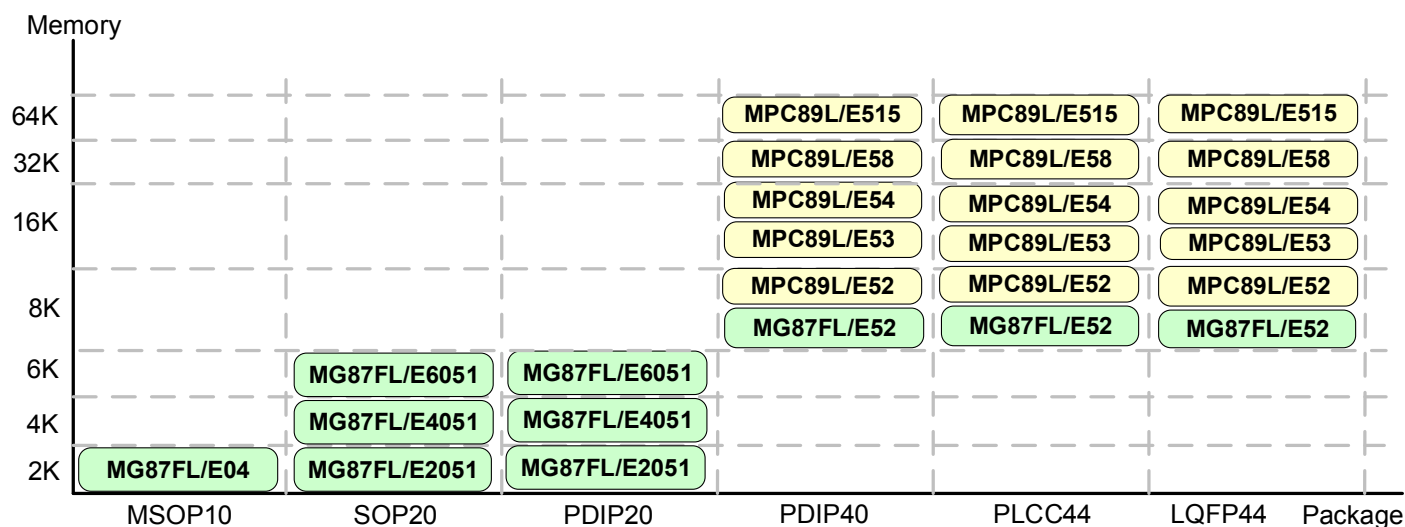 Memory
64K
MPC89L/E515
MPC89L/E515
MPC89L/E515
32K
MPC89L/E58
MPC89L/E58
MPC89L/E58
16K
MPC89L/E54
MPC89L/E54
MPC89L/E54
MPC89L/E53
MPC89L/E53
MPC89L/E53
8K
MPC89L/E52
MPC89L/E52
MPC89L/E52
MG87FL/E52
MG87FL/E52
MG87FL/E52
6K
MG87FL/E6051
MG87FL/E6051
4K
MG87FL/E4051
MG87FL/E4051
2K
MG87FL/E04
MG87FL/E2051
MG87FL/E2051
MSOP10
SOP20
PDIP20
PDIP40
PLCC44
LQFP44
Package